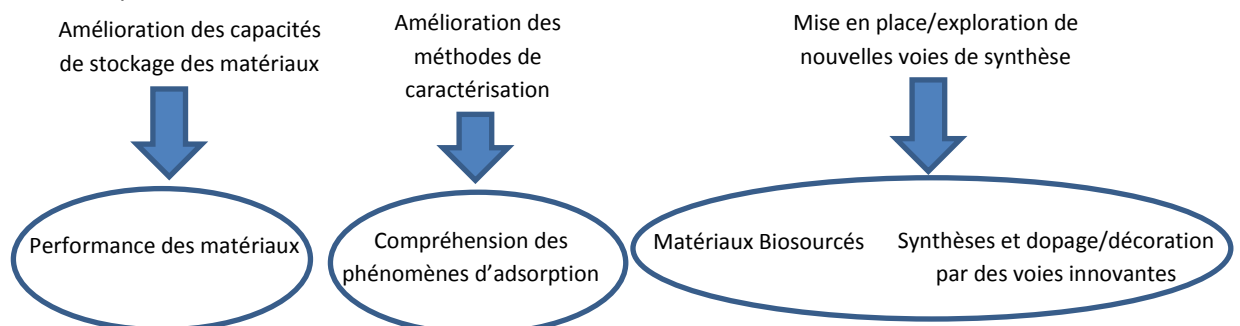 Amélioration des capacités
de stockage des matériaux
Amélioration des
méthodes de
caractérisation
Mise en place/exploration de
nouvelles voies de synthèse
Performance des matériaux
Compréhension des
phénomènes d’adsorption
Matériaux Biosourcés
Synthèses et dopage/décoration
par des voies innovantes